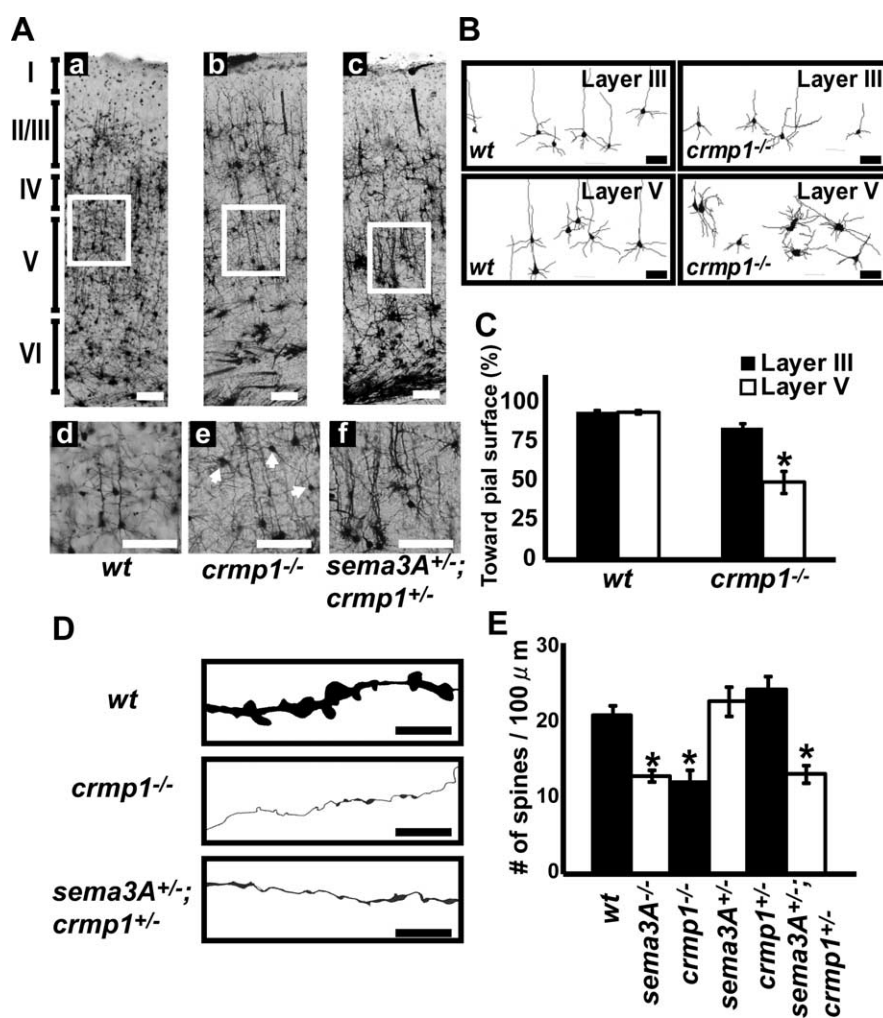 A
a
b
c
I
II/III
IV
V
VI
d
e
f
wt
crmp1-/-
sema3A+/-;
crmp1+/-
B
Layer III
wt
Layer III
crmp1-/-
Layer V
wt
Layer V
crmp1-/-
C
Layer III
Layer V
Toward pial surface (%)
100
75
50
25
0
*
wt
crmp1-/-
D
wt
crmp1-/-
sema3A+/-;
crmp1+/-
E
# of spines / 100 μm
30
20
10
0
*
*
*
wt
sema3A-/-
crmp1-/-
sema3A+/-
crmp1+/-
sema3A+/-;
crmp1+/-